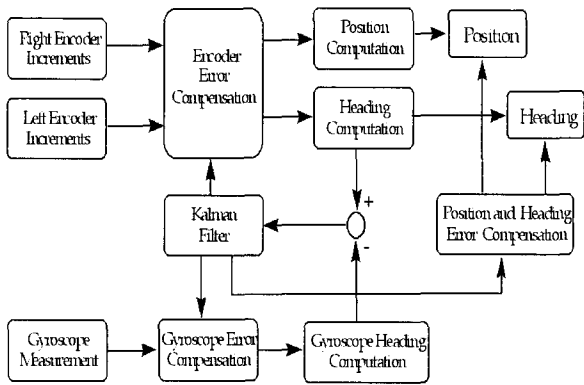 Right Encoder
Increments
Left Encoder
Increments
Encoder
Error
Compensation
Position
Computation
Position
Heading
Computation
Heading
+
-
Kalman
Filter
Position and Heading
Error Compensation
Gyroscope
Measurement
Gyroscope Error
Compensation
Gyroscope Heading
Computation